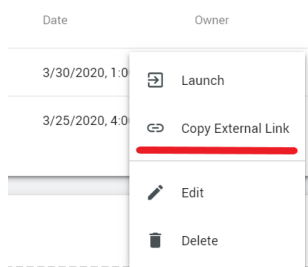 Date Owner
3/30/2020, 1:0
Launch
3/25/2020, 4:0
Copy External Link
Edit
Delete